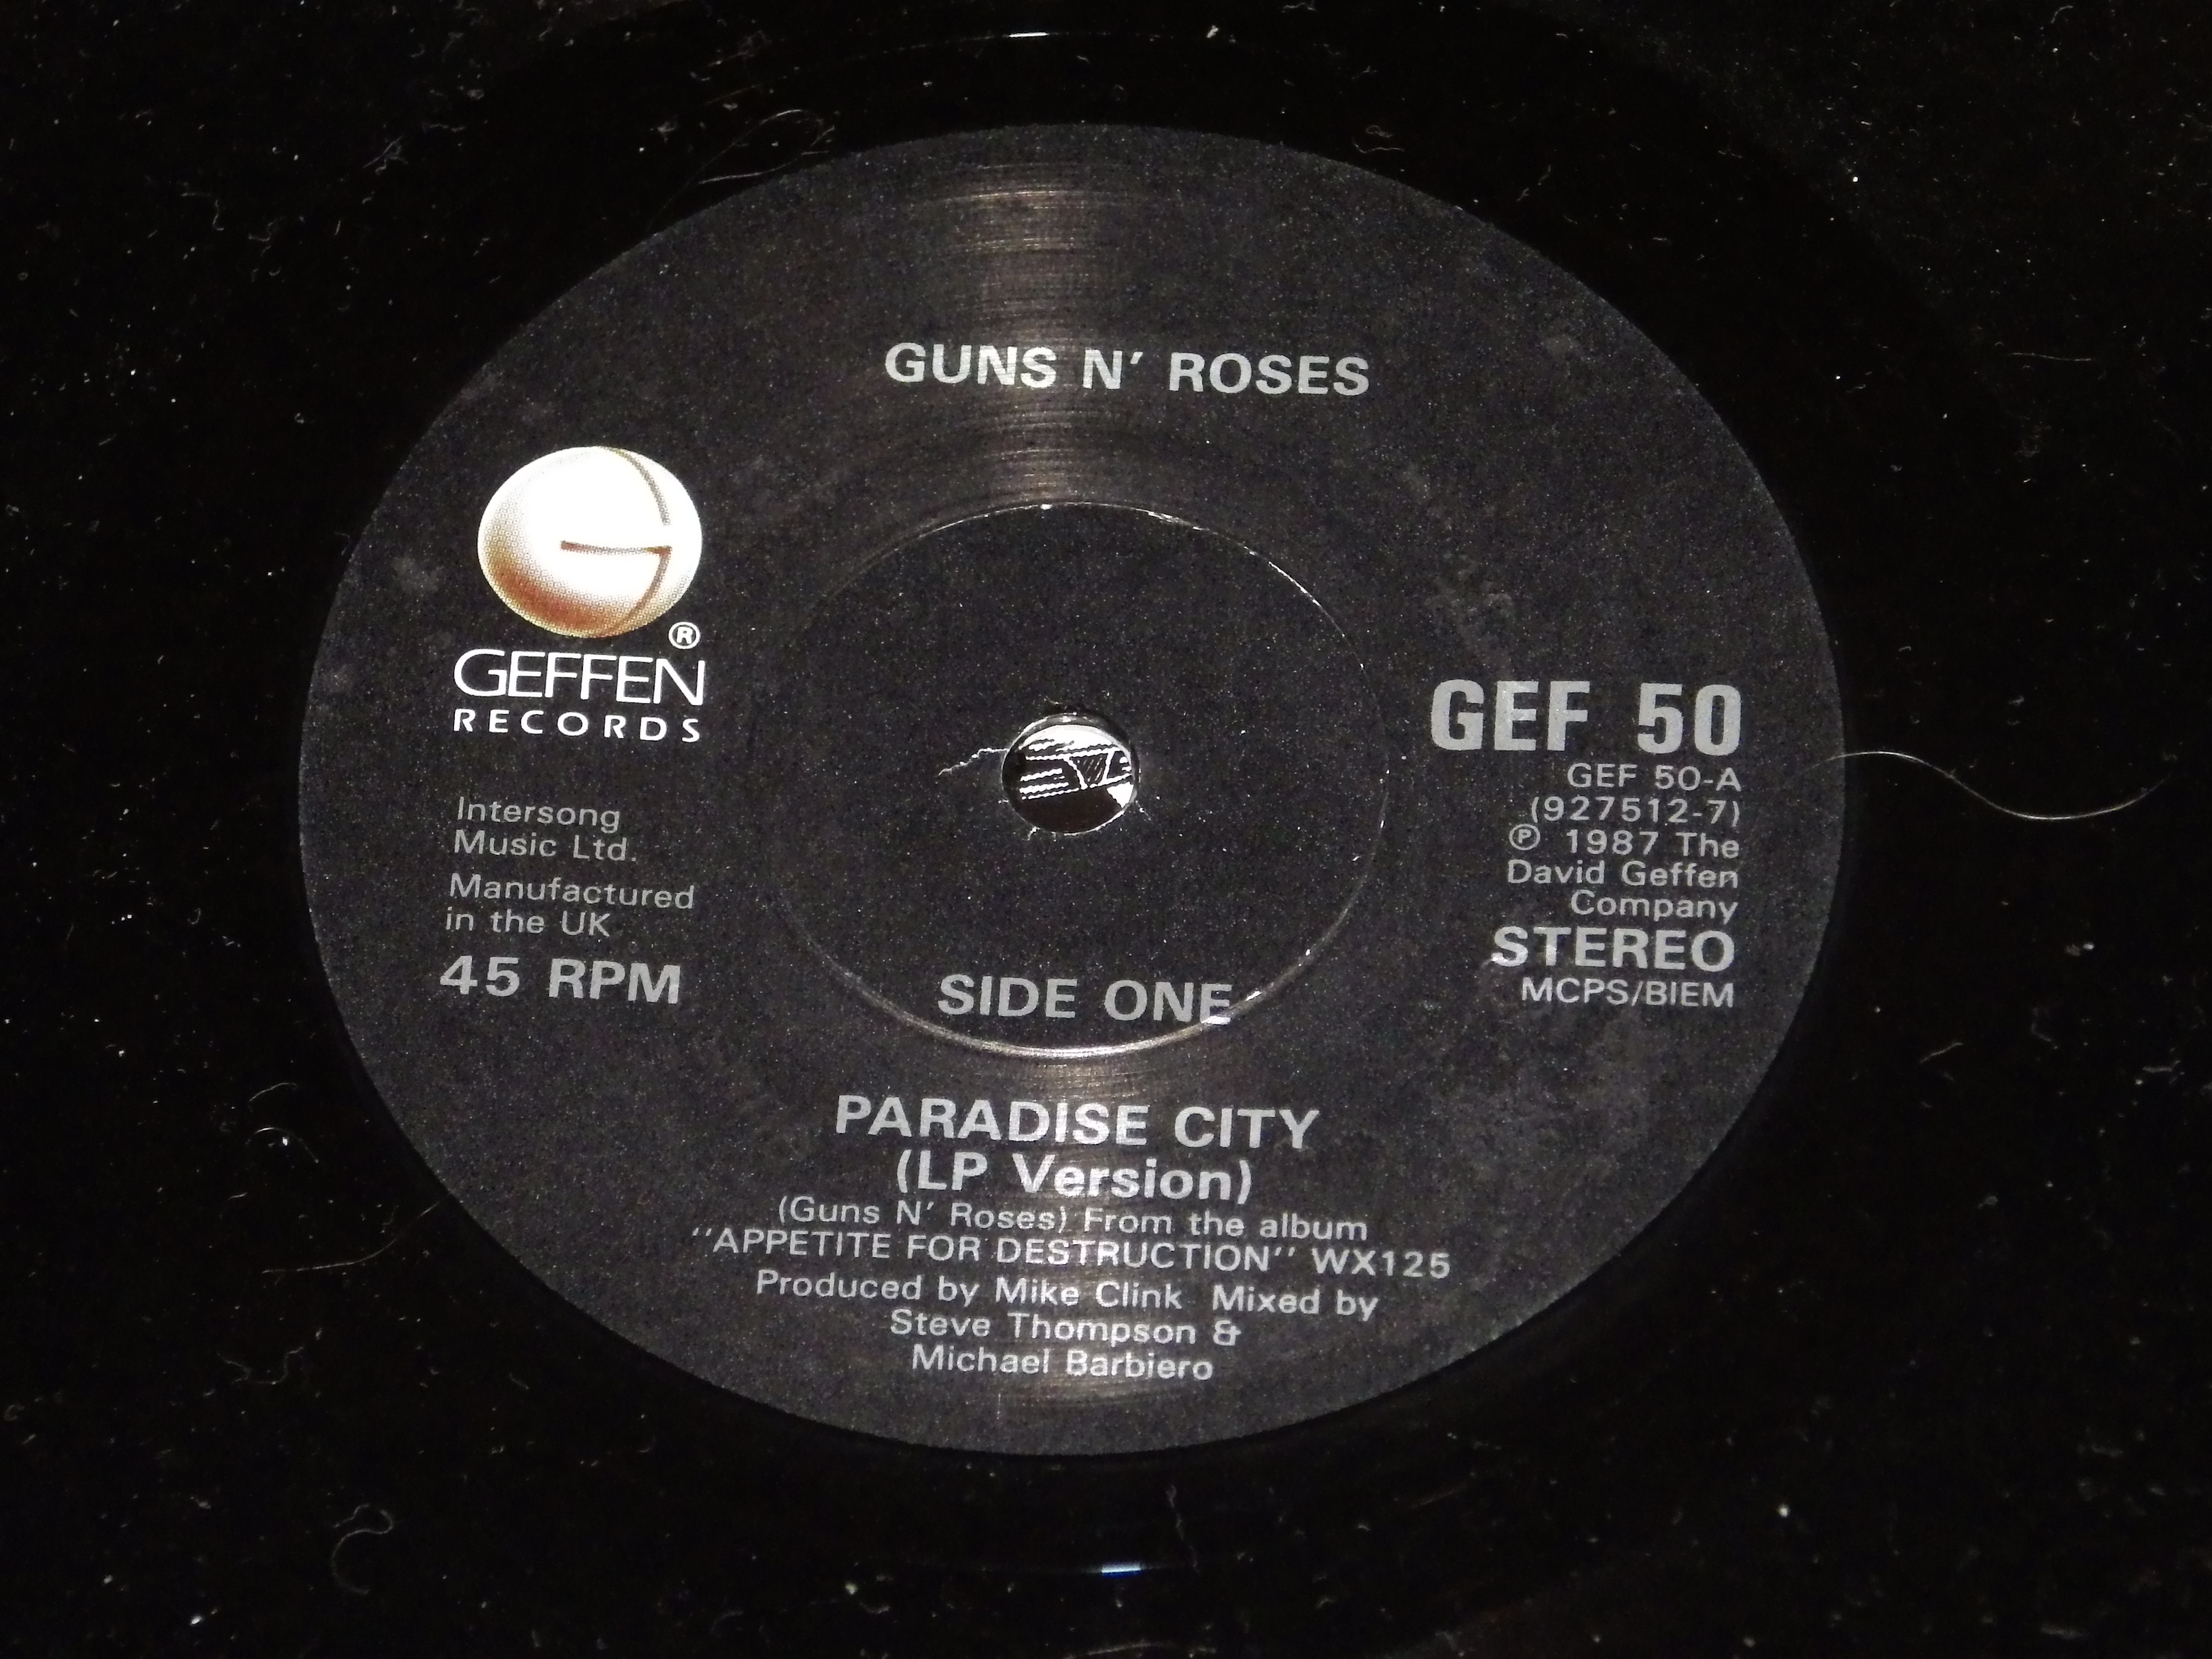 GUNS N' ROSES
®
GEFFEN
RECORDS
Intersong
Music Ltd.
Manufactured
in the UK
45 RPM
GEF 50
GEF 50-A
(927512-7)
℗ 1987 The
David Geffen
Company
STEREO
MCPS/BIEM
SIDE ONE
PARADISE CITY
(LP Version)
(Guns N' Roses) From the album
''APPETITE FOR DESTRUCTION'' WX125
Produced by Mike Clink Mixed by
Steve Thompson &
Michael Barbiero